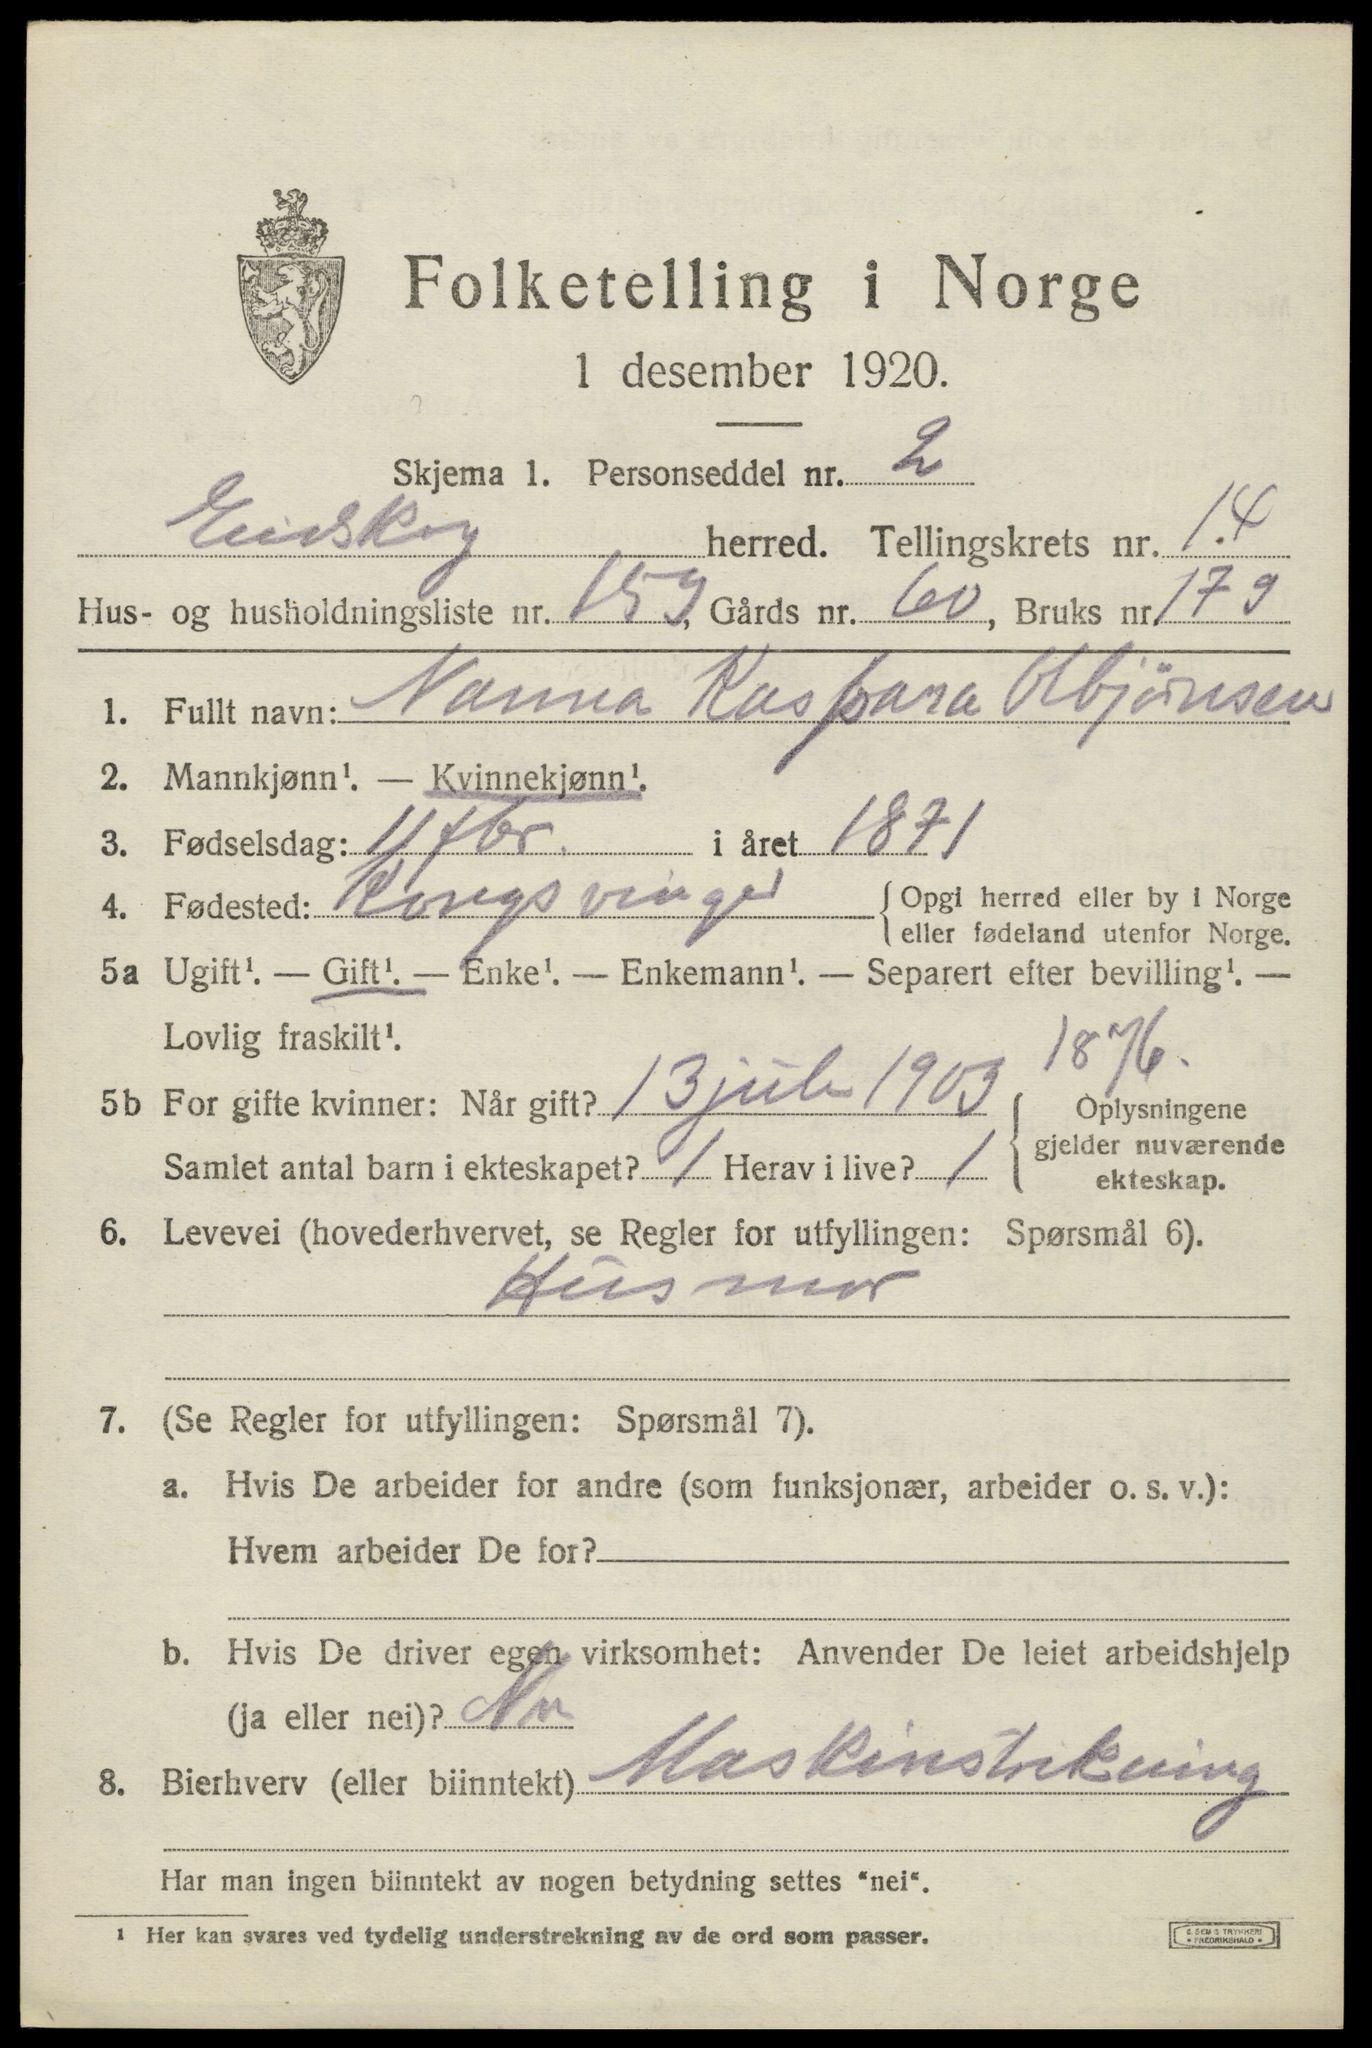 Folketelling i Norge
1 desember 1920.
Skjema 1. Personseddel nr. 2
Eidskog herred. Tellingskrets nr. 14
Hus- og husholdningsliste nr. 159, Gårds nr. 60, Bruks nr. 179
1. Fullt navn: Nanna Kaspara Asbjörnsen
2. Mannkjønn¹. — Kvinnekjønn¹.
3. Fødselsdag: 11 fbr. i året 1871
4. Fødested: Kongsvinger { Opgi herred eller by i Norge
eller fødeland utenfor Norge.
5a Ugift¹. — Gift¹. — Enke¹. — Enkemann¹. — Separert efter bevilling¹. —
Lovlig fraskilt¹.
1876.
5b For gifte kvinner: Når gift? 13 juli 1903 { Oplysningene
gjelder nuværende
Samlet antal barn i ekteskapet? 1 Herav i live? 1 ekteskap.
6. Levevei (hovederhvervet, se Regler for utfyllingen: Spørsmål 6).
Husmor
7. (Se Regler for utfyllingen: Spørsmål 7).
a. Hvis De arbeider for andre (som funksjonær, arbeider o. s. v.):
Hvem arbeider De for?
b. Hvis De driver egen virksomhet: Anvender De leiet arbeidshjelp
(ja eller nei)? Nei
8. Bierhverv (eller biinntekt) Maskinstrikning
Har man ingen biinntekt av nogen betydning settes "nei".
¹ Her kan svares ved tydelig understrekning av de ord som passer.
E. SEM'S TRYKKERI
• FREDRIKSHALD •